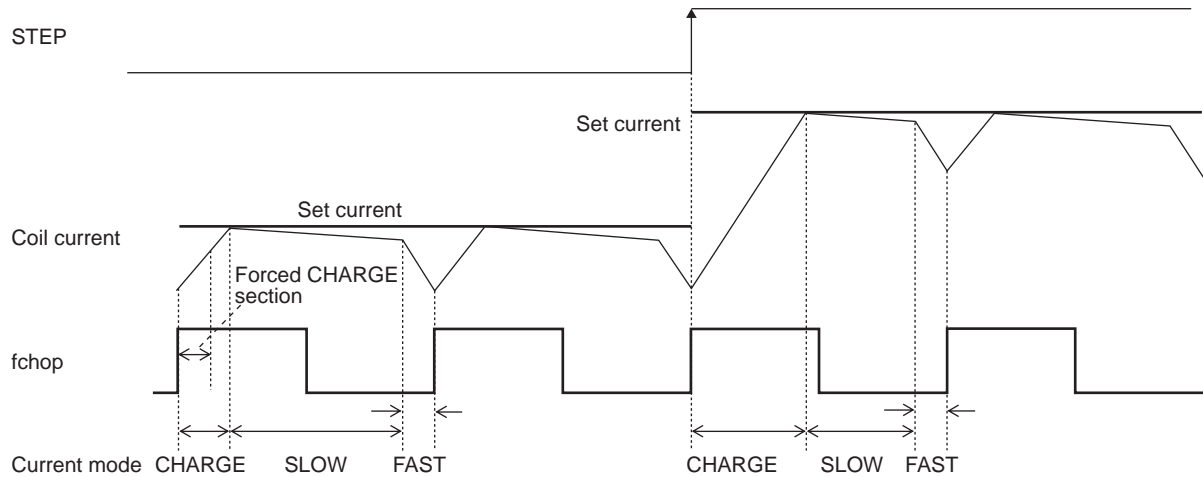 STEP
Set current
Set current
Coil current
Forced CHARGE
section
fchop
Current mode CHARGE SLOW FAST CHARGE SLOW FAST